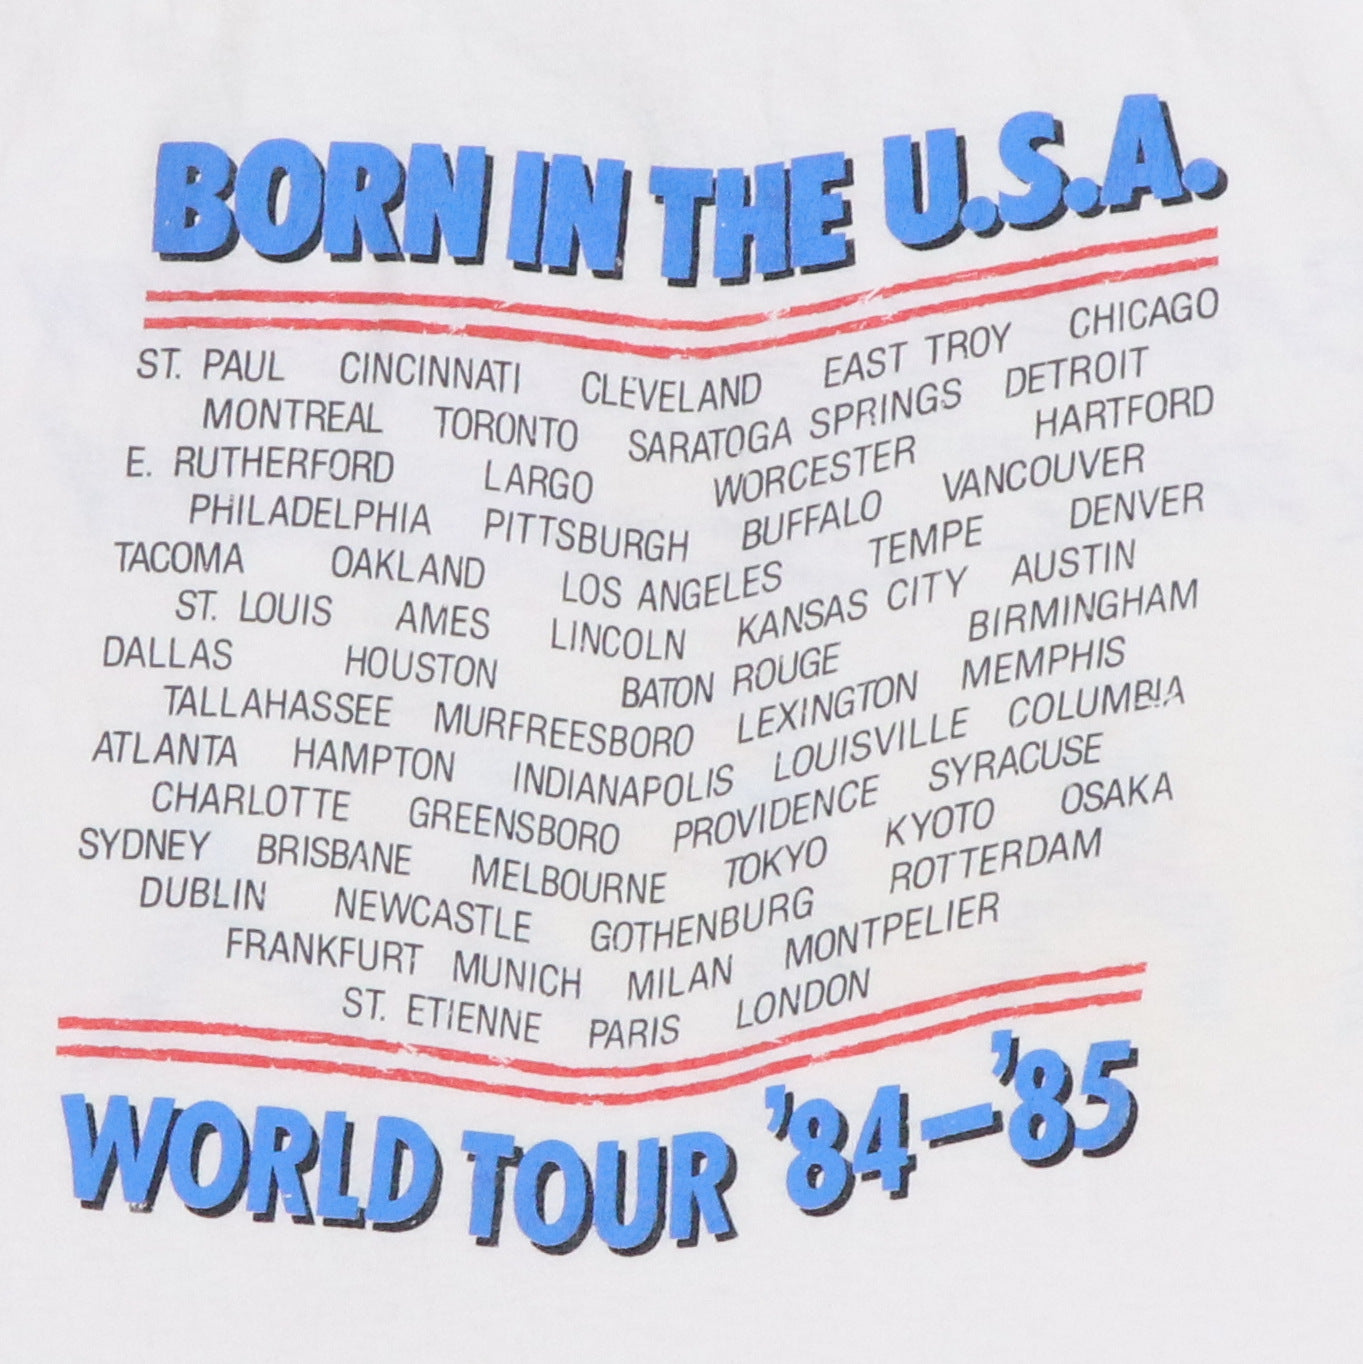 BORN IN THE U.S.A.
ST. PAUL CINCINNATI CLEVELAND EAST TROY CHICAGO
MONTREAL TORONTO SARATOGA SPRINGS DETROIT
E. RUTHERFORD LARGO WORCESTER HARTFORD
PHILADELPHIA PITTSBURGH BUFFALO VANCOUVER
TACOMA OAKLAND LOS ANGELES TEMPE DENVER
ST. LOUIS AMES LINCOLN KANSAS CITY AUSTIN
DALLAS HOUSTON BATON ROUGE BIRMINGHAM
TALLAHASSEE MURFREESBORO LEXINGTON MEMPHIS
ATLANTA HAMPTON INDIANAPOLIS LOUISVILLE COLUMBIA
CHARLOTTE GREENSBORO PROVIDENCE SYRACUSE
SYDNEY BRISBANE MELBOURNE TOKYO KYOTO OSAKA
DUBLIN NEWCASTLE GOTHENBURG ROTTERDAM
FRANKFURT MUNICH MILAN MONTPELIER
ST. ETIENNE PARIS LONDON
WORLD TOUR '84–'85